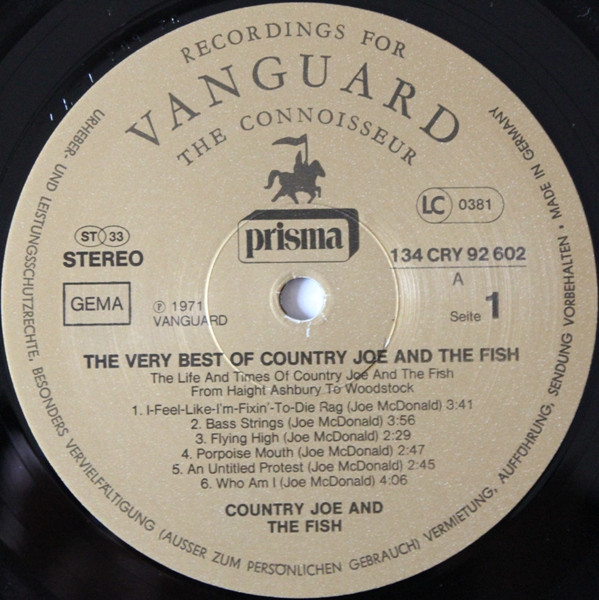 RECORDINGS FOR
VANGUARD
THE CONNOISSEUR
prisma
LC 0381
ST 33
STEREO
GEMA
℗ 1971
VANGUARD
134 CRY 92 602
A
Seite 1
THE VERY BEST OF COUNTRY JOE AND THE FISH
The Life And Times Of Country Joe And The Fish
From Haight Ashbury To Woodstock
1. I-Feel-Like-I'm-Fixin'-To-Die Rag (Joe McDonald) 3:41
2. Bass Strings (Joe McDonald) 3:56
3. Flying High (Joe McDonald) 2:29
4. Porpoise Mouth (Joe McDonald) 2:47
5. An Untitled Protest (Joe McDonald) 2:45
6. Who Am I (Joe McDonald) 4:06
COUNTRY JOE AND
THE FISH
URHEBER- UND LEISTUNGSSCHUTZRECHTE, BESONDERS VERVIELFÄLTIGUNG (AUSSER ZUM PERSÖNLICHEN GEBRAUCH) VERMIETUNG, AUFFÜHRUNG, SENDUNG VORBEHALTEN • MADE IN GERMANY